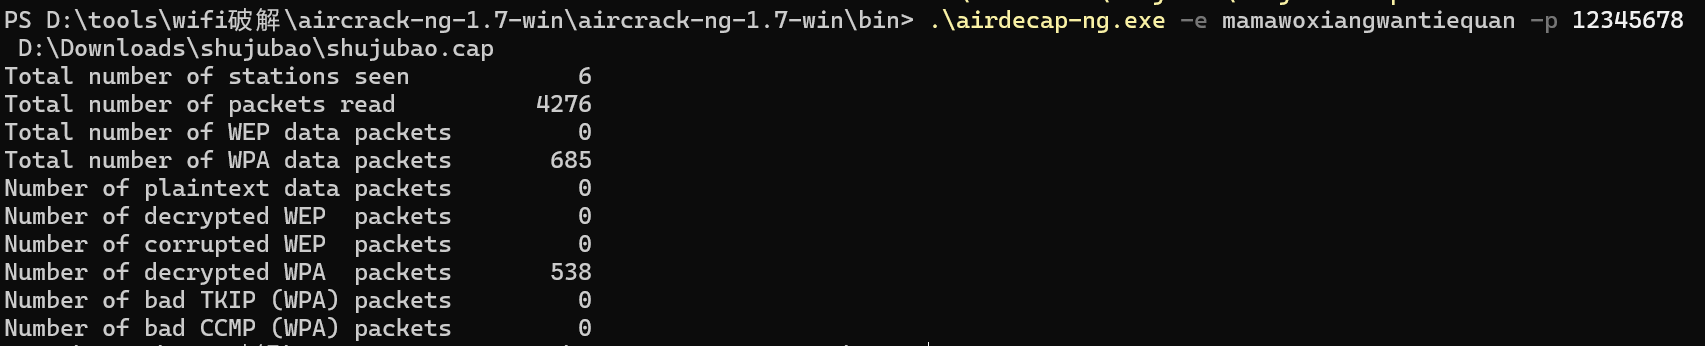 PS D:\tools\wifi破解\aircrack-ng-1.7-win\aircrack-ng-1.7-win\bin> .\airdecap-ng.exe -e mamawoxiangwantiequan -p 12345678
D:\Downloads\shujubao\shujubao.cap
Total number of stations seen 6
Total number of packets read 4276
Total number of WEP data packets 0
Total number of WPA data packets 685
Number of plaintext data packets 0
Number of decrypted WEP packets 0
Number of corrupted WEP packets 0
Number of decrypted WPA packets 538
Number of bad TKIP (WPA) packets 0
Number of bad CCMP (WPA) packets 0